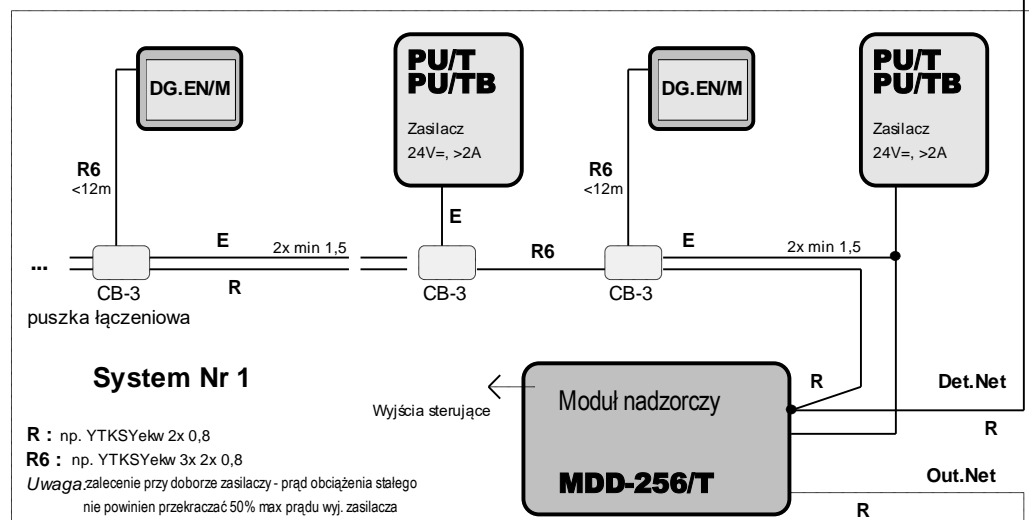 DG.EN/M
PU/T
PU/TB
Zasilacz
24V=, >2A
DG.EN/M
PU/T
PU/TB
Zasilacz
24V=, >2A
R6
<12m
R6
<12m
E
E
2x min 1,5
R6
E
2x min 1,5
...
R
CB-3
CB-3
CB-3
puszka łączeniowa
System Nr 1
Wyjścia sterujące
Moduł nadzorczy
MDD-256/T
R
Det.Net
R
Out.Net
R
R : np. YTKSYekw 2x 0,8
R6 : np. YTKSYekw 3x 2x 0,8
Uwaga:zalecenie przy doborze zasilaczy - prąd obciążenia stałego
nie powinien przekraczać 50% max prądu wyj. zasilacza